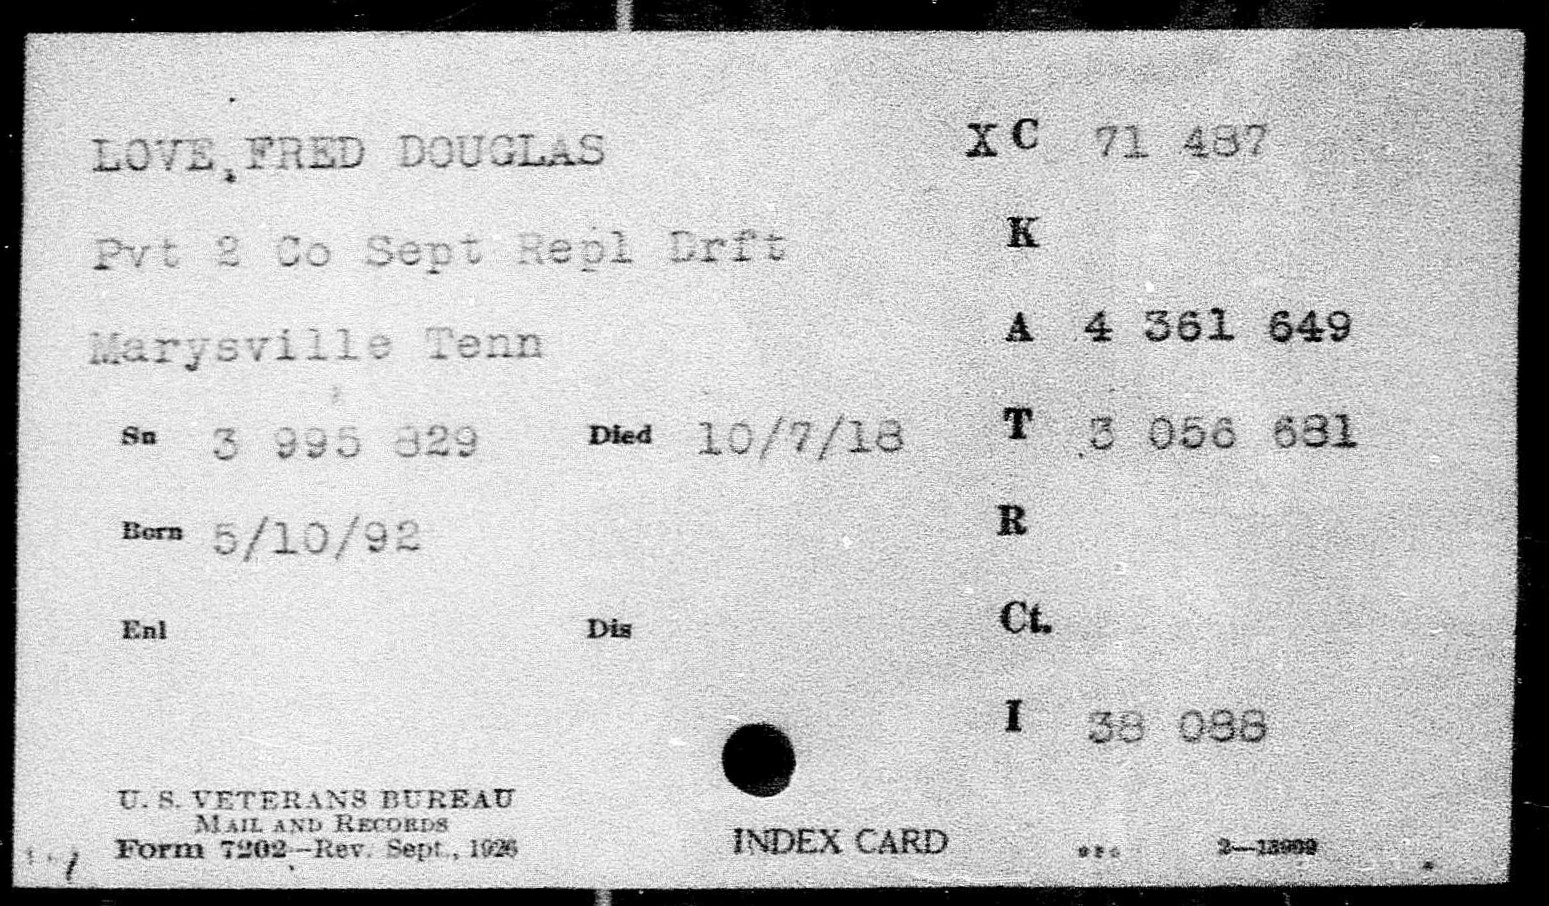 LOVE, FRED DOUGLAS XC 71 487
Pvt 2 Co Sept Repl Drft K
Marysville Tenn A 4 361 649
Sn 3 995 829 Died 10/7/18 T 3 056 681
Born 5/10/92 R
Enl Dis Ct.
I 38 088
U. S. VETERANS BUREAU
MAIL AND RECORDS
Form 7202—Rev. Sept., 1926 INDEX CARD